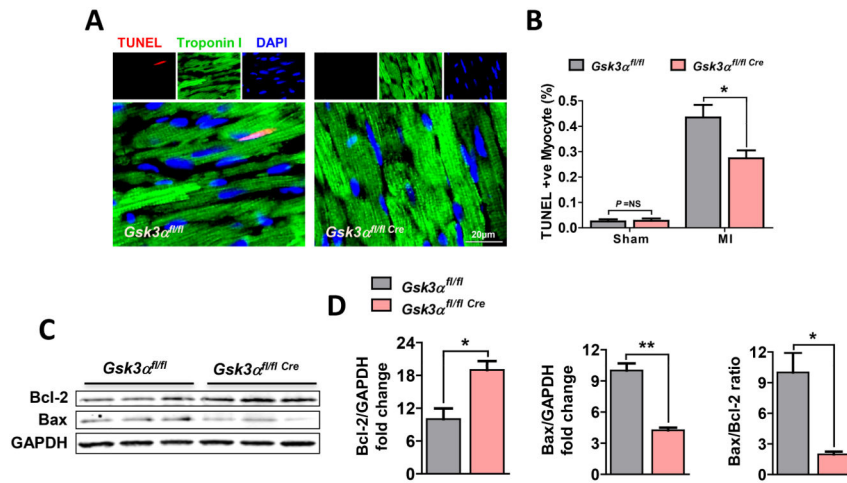 A
TUNEL Troponin I DAPI
Gsk3α^fl/fl
Gsk3α^fl/fl Cre
20μm
B
Gsk3α^fl/fl
Gsk3α^fl/fl Cre
TUNEL +ve Myocyte (%)
0.5
0.4
0.3
0.2
0.1
0.0
P =NS
*
Sham
MI
C
Gsk3α^fl/fl
Gsk3α^fl/fl Cre
Bcl-2
Bax
GAPDH
D
Gsk3α^fl/fl
Gsk3α^fl/fl Cre
Bcl-2/GAPDH
fold change
24
18
12
6
0
*
Bax/GAPDH
fold change
12
9
6
3
0
**
Bax/Bcl-2 ratio
12
9
6
3
0
*